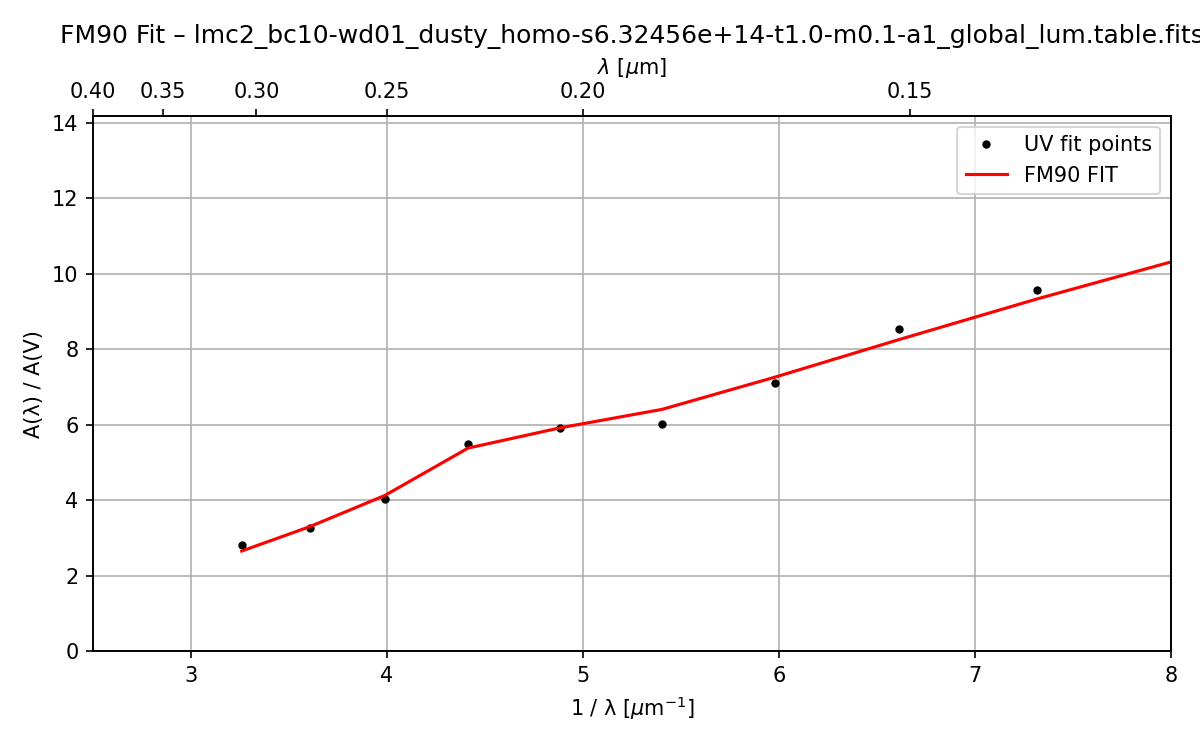 FM90 Fit – lmc2_bc10-wd01_dusty_homo-s6.32456e+14-t1.0-m0.1-a1_global_lum.table.fits
λ [μm]
0.40 0.35 0.30 0.25 0.20 0.15
14
12
10
8
6
4
2
0
A(λ) / A(V)
UV fit points
FM90 FIT
3 4 5 6 7 8
1 / λ [μm⁻¹]